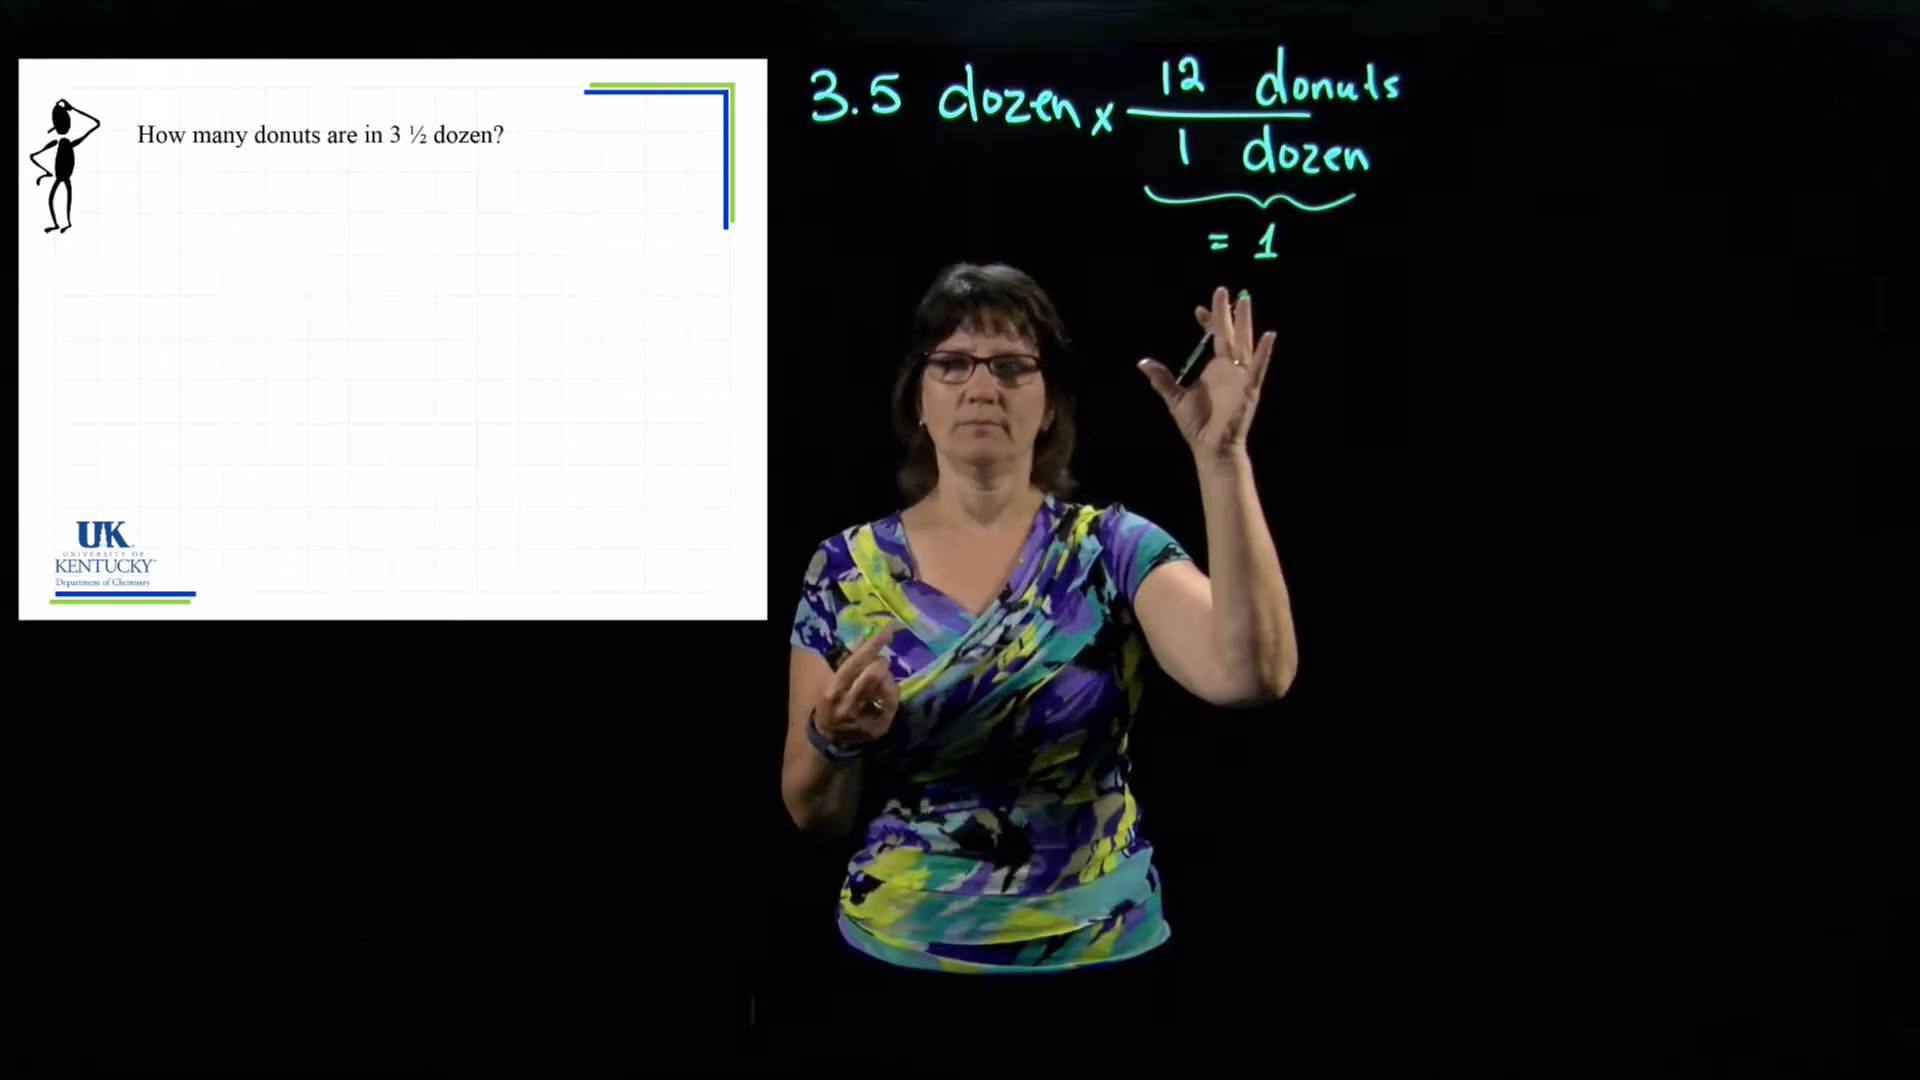 How many donuts are in 3 ½ dozen?
UK
UNIVERSITY OF
KENTUCKY™
Department of Chemistry
3.5 dozen x 12 donuts
1 dozen
= 1